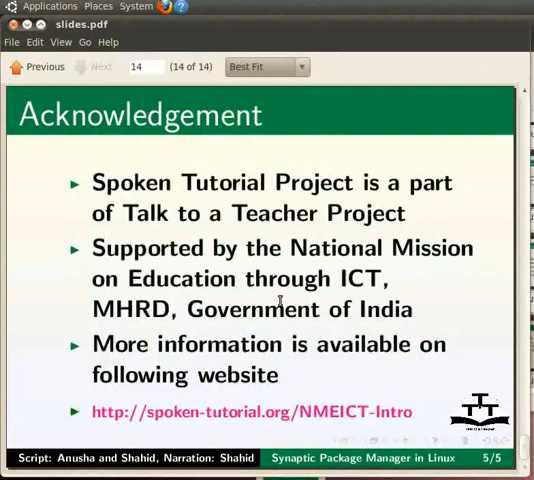 Applications Places System
slides.pdf
File Edit View Go Help
Previous Next 14 (14 of 14) Best Fit
Acknowledgement
Spoken Tutorial Project is a part
of Talk to a Teacher Project
Supported by the National Mission
on Education through ICT,
MHRD, Government of India
More information is available on
following website
http://spoken-tutorial.org/NMEICT-Intro
Script: Anusha and Shahid, Narration: Shahid Synaptic Package Manager in Linux 5/5